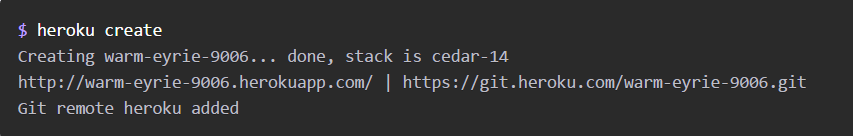 $ heroku create
Creating warm-eyrie-9006... done, stack is cedar-14
http://warm-eyrie-9006.herokuapp.com/ | https://git.heroku.com/warm-eyrie-9006.git
Git remote heroku added